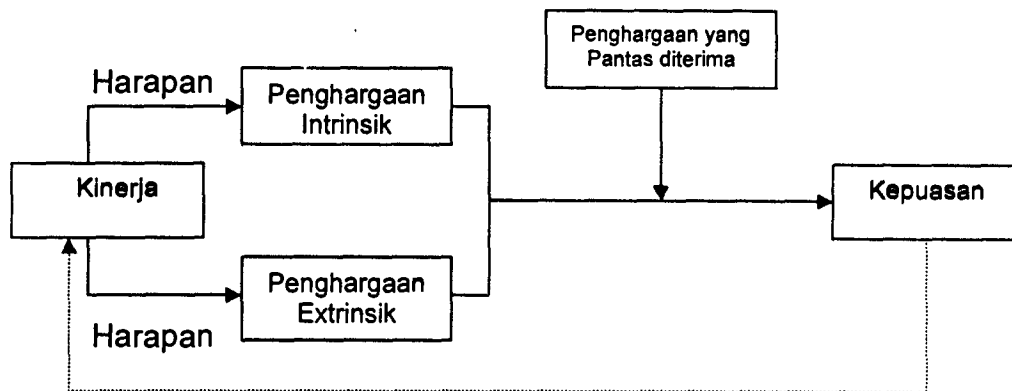 Penghargaan yang
Pantas diterima
Harapan
Penghargaan
Intrinsik
Kinerja
Kepuasan
Penghargaan
Extrinsik
Harapan